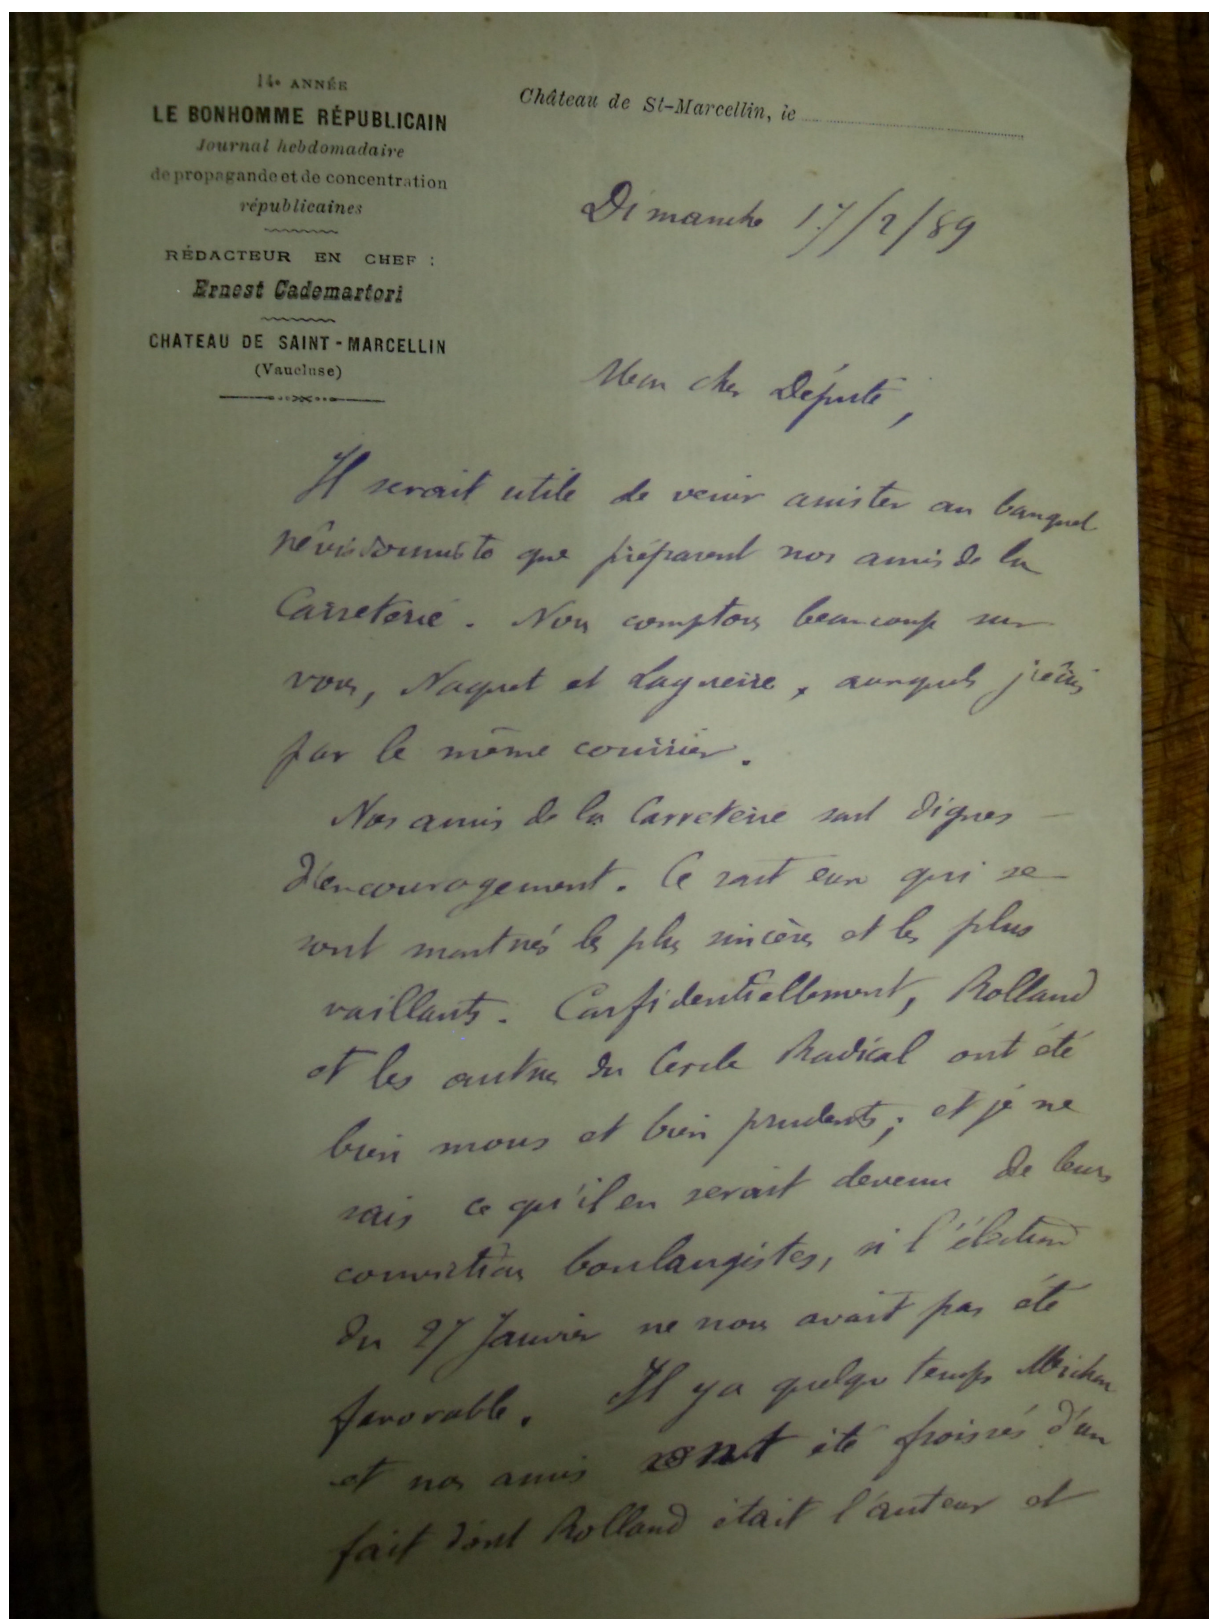 14e ANNÉE
LE BONHOMME RÉPUBLICAIN
Journal hebdomadaire
de propagande et de concentration
républicaines
RÉDACTEUR EN CHEF :
Ernest Cademartori
CHATEAU DE SAINT-MARCELLIN
(Vaucluse)
Château de St-Marcellin, le
Dimanche 17/2/89
Mon cher Député,
Il serait utile de venir assister au banquet
révisionniste que préparent nos amis de la
Carreterie. Nous comptons beaucoup sur
vous, Naquet et Laguerre, auxquels j'écris
par le même courrier.
Nos amis de la Carreterie sont dignes
d'encouragement. Ce sont eux qui se
sont montrés les plus sincères et les plus
vaillants. Confidentiellement, Rolland
et les autres du Cercle Radical ont été
bien mous et bien prudents; et je ne
sais ce qu'il en serait devenu de leurs
convictions boulangistes, si l'élection
du 27 Janvier ne nous avait pas été
favorable. Il y a quelque temps
et nos amis ont été froissés d'un
fait dont Rolland était l'auteur et